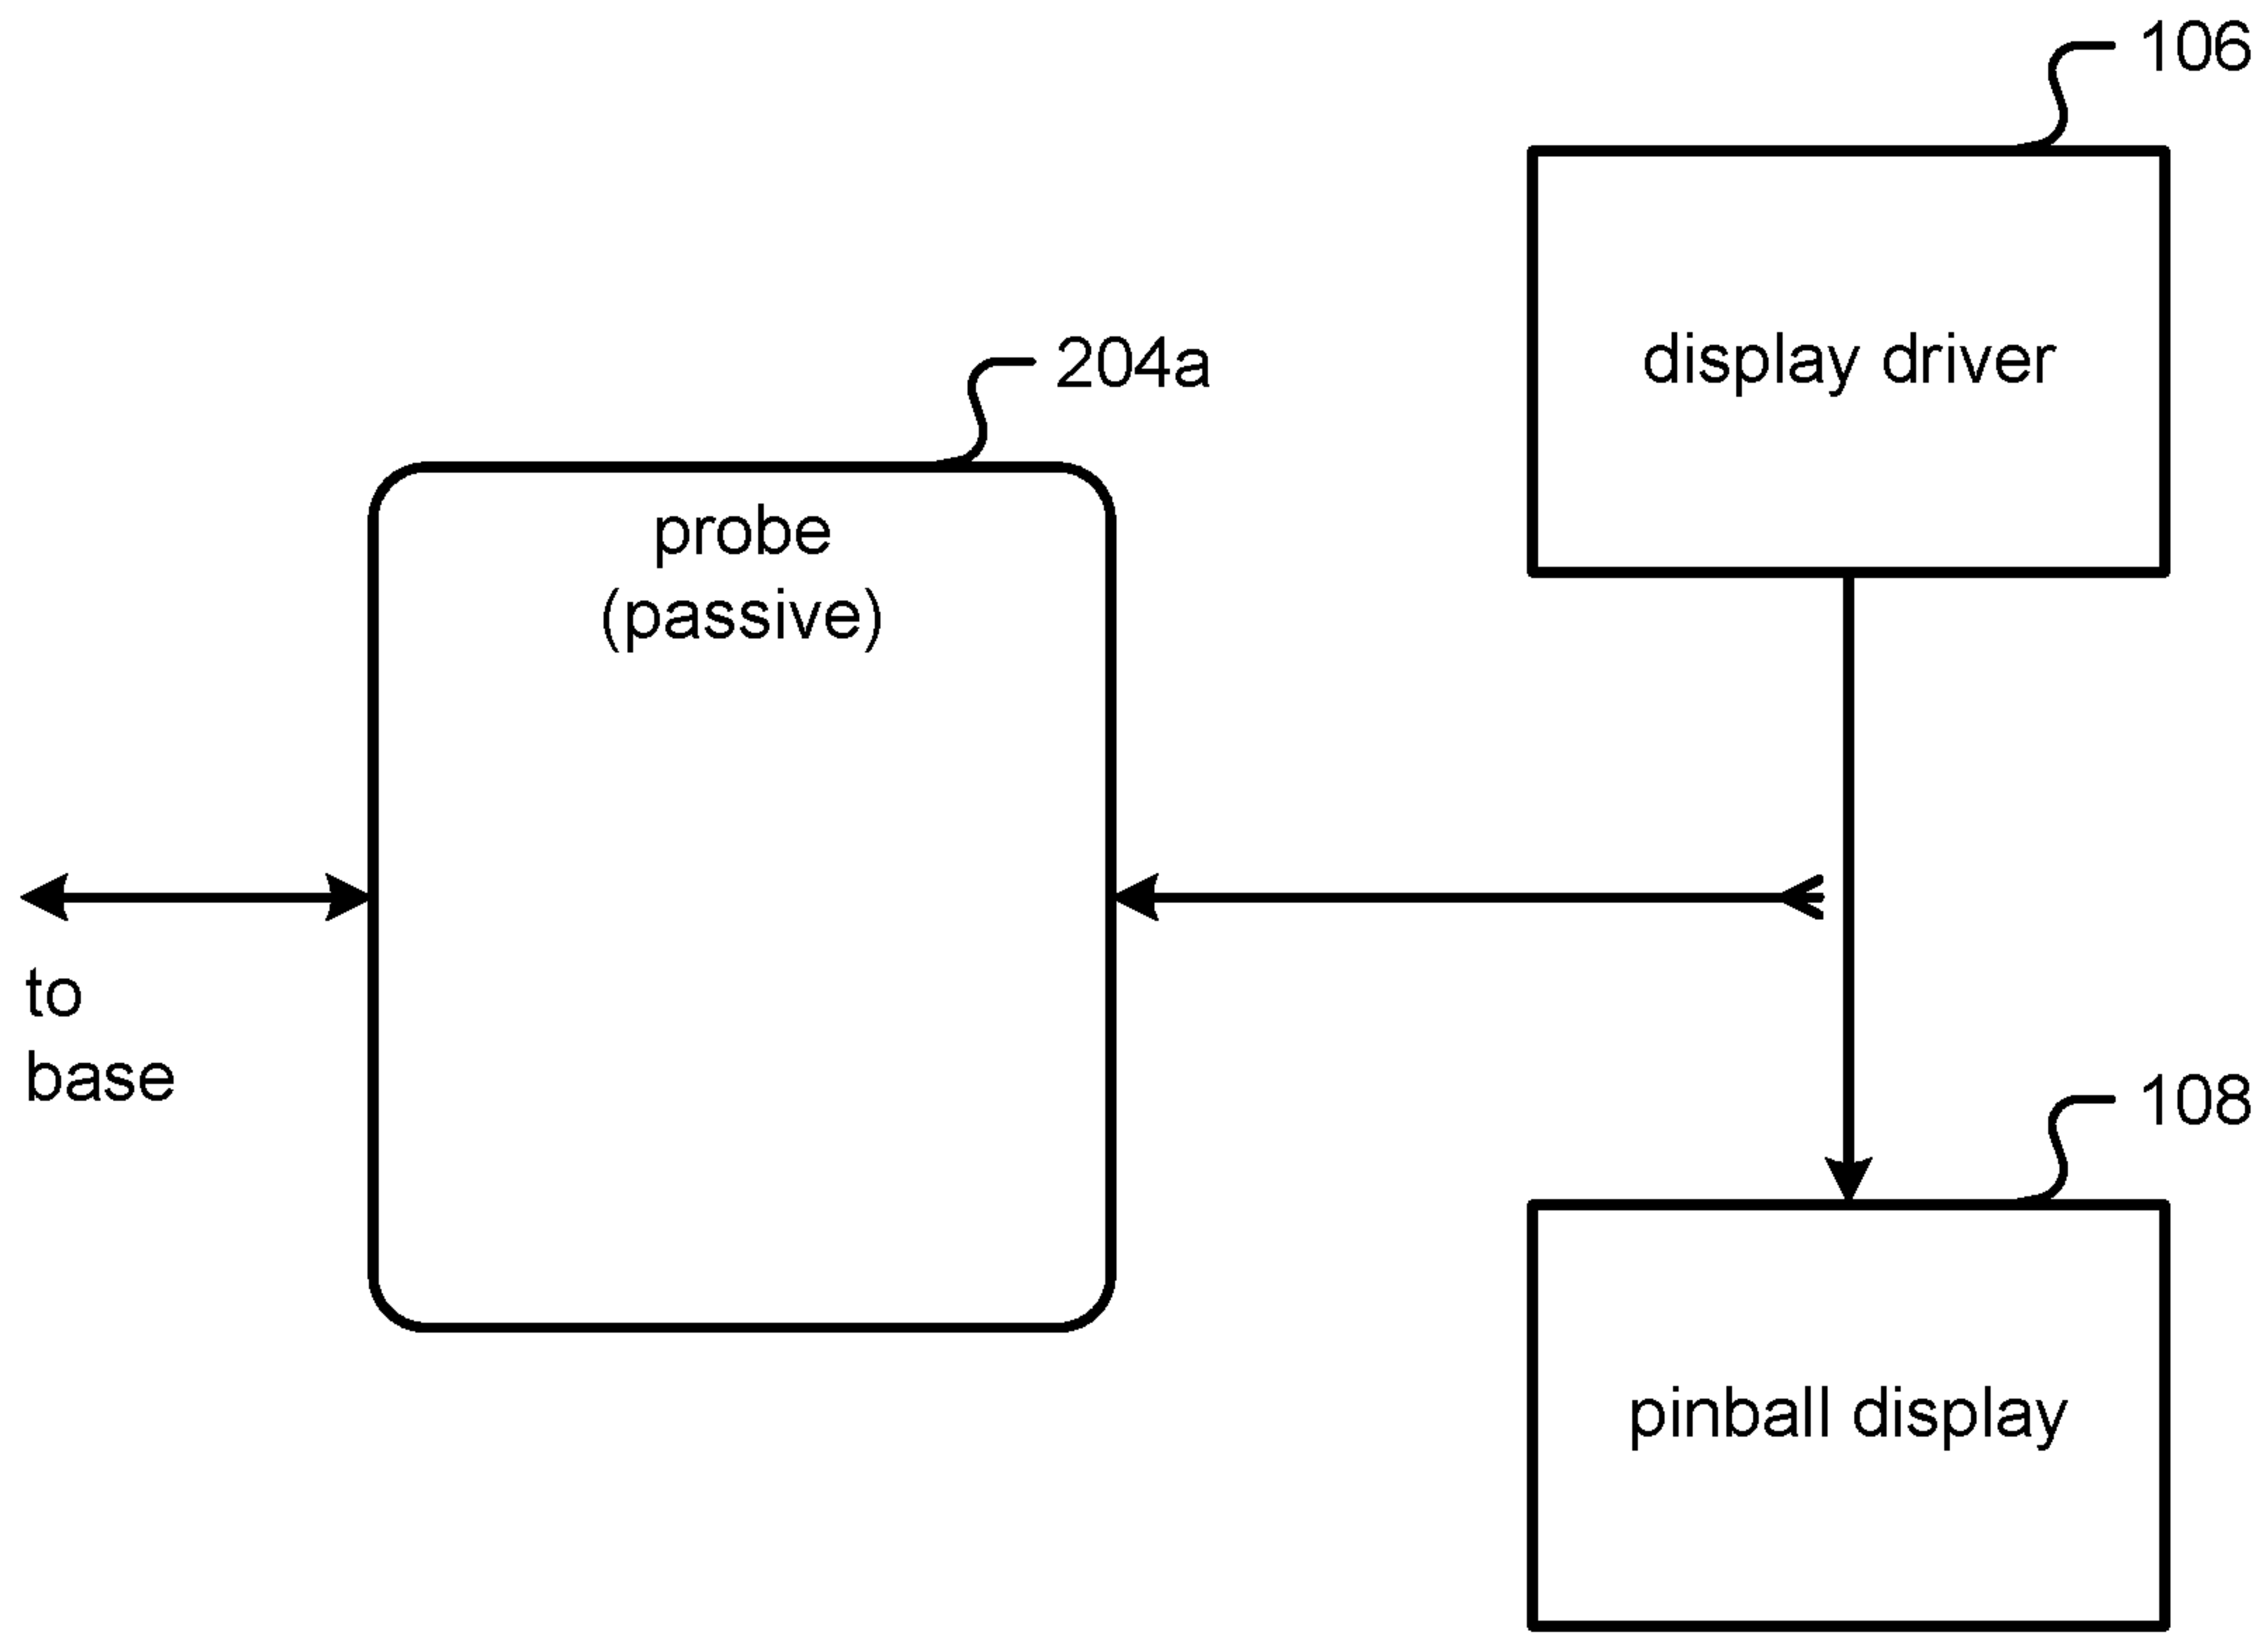 106
display driver
204a
probe
(passive)
to
base
108
pinball display